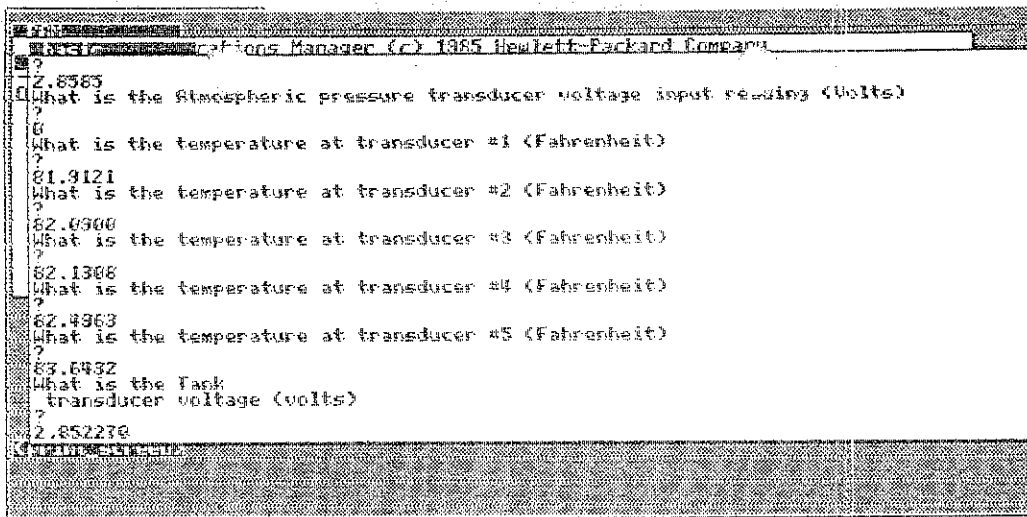 cations Manager (c) 1985 Hewlett-Packard Company
?
2.8585
What is the Atmospheric pressure transducer voltage input reading (Volts)
?
0
What is the temperature at transducer #1 (Fahrenheit)
?
81.9121
What is the temperature at transducer #2 (Fahrenheit)
?
82.0900
What is the temperature at transducer #3 (Fahrenheit)
?
82.1308
What is the temperature at transducer #4 (Fahrenheit)
?
82.4963
What is the temperature at transducer #5 (Fahrenheit)
?
83.6432
What is the Tank
transducer voltage (volts)
?
2.852270